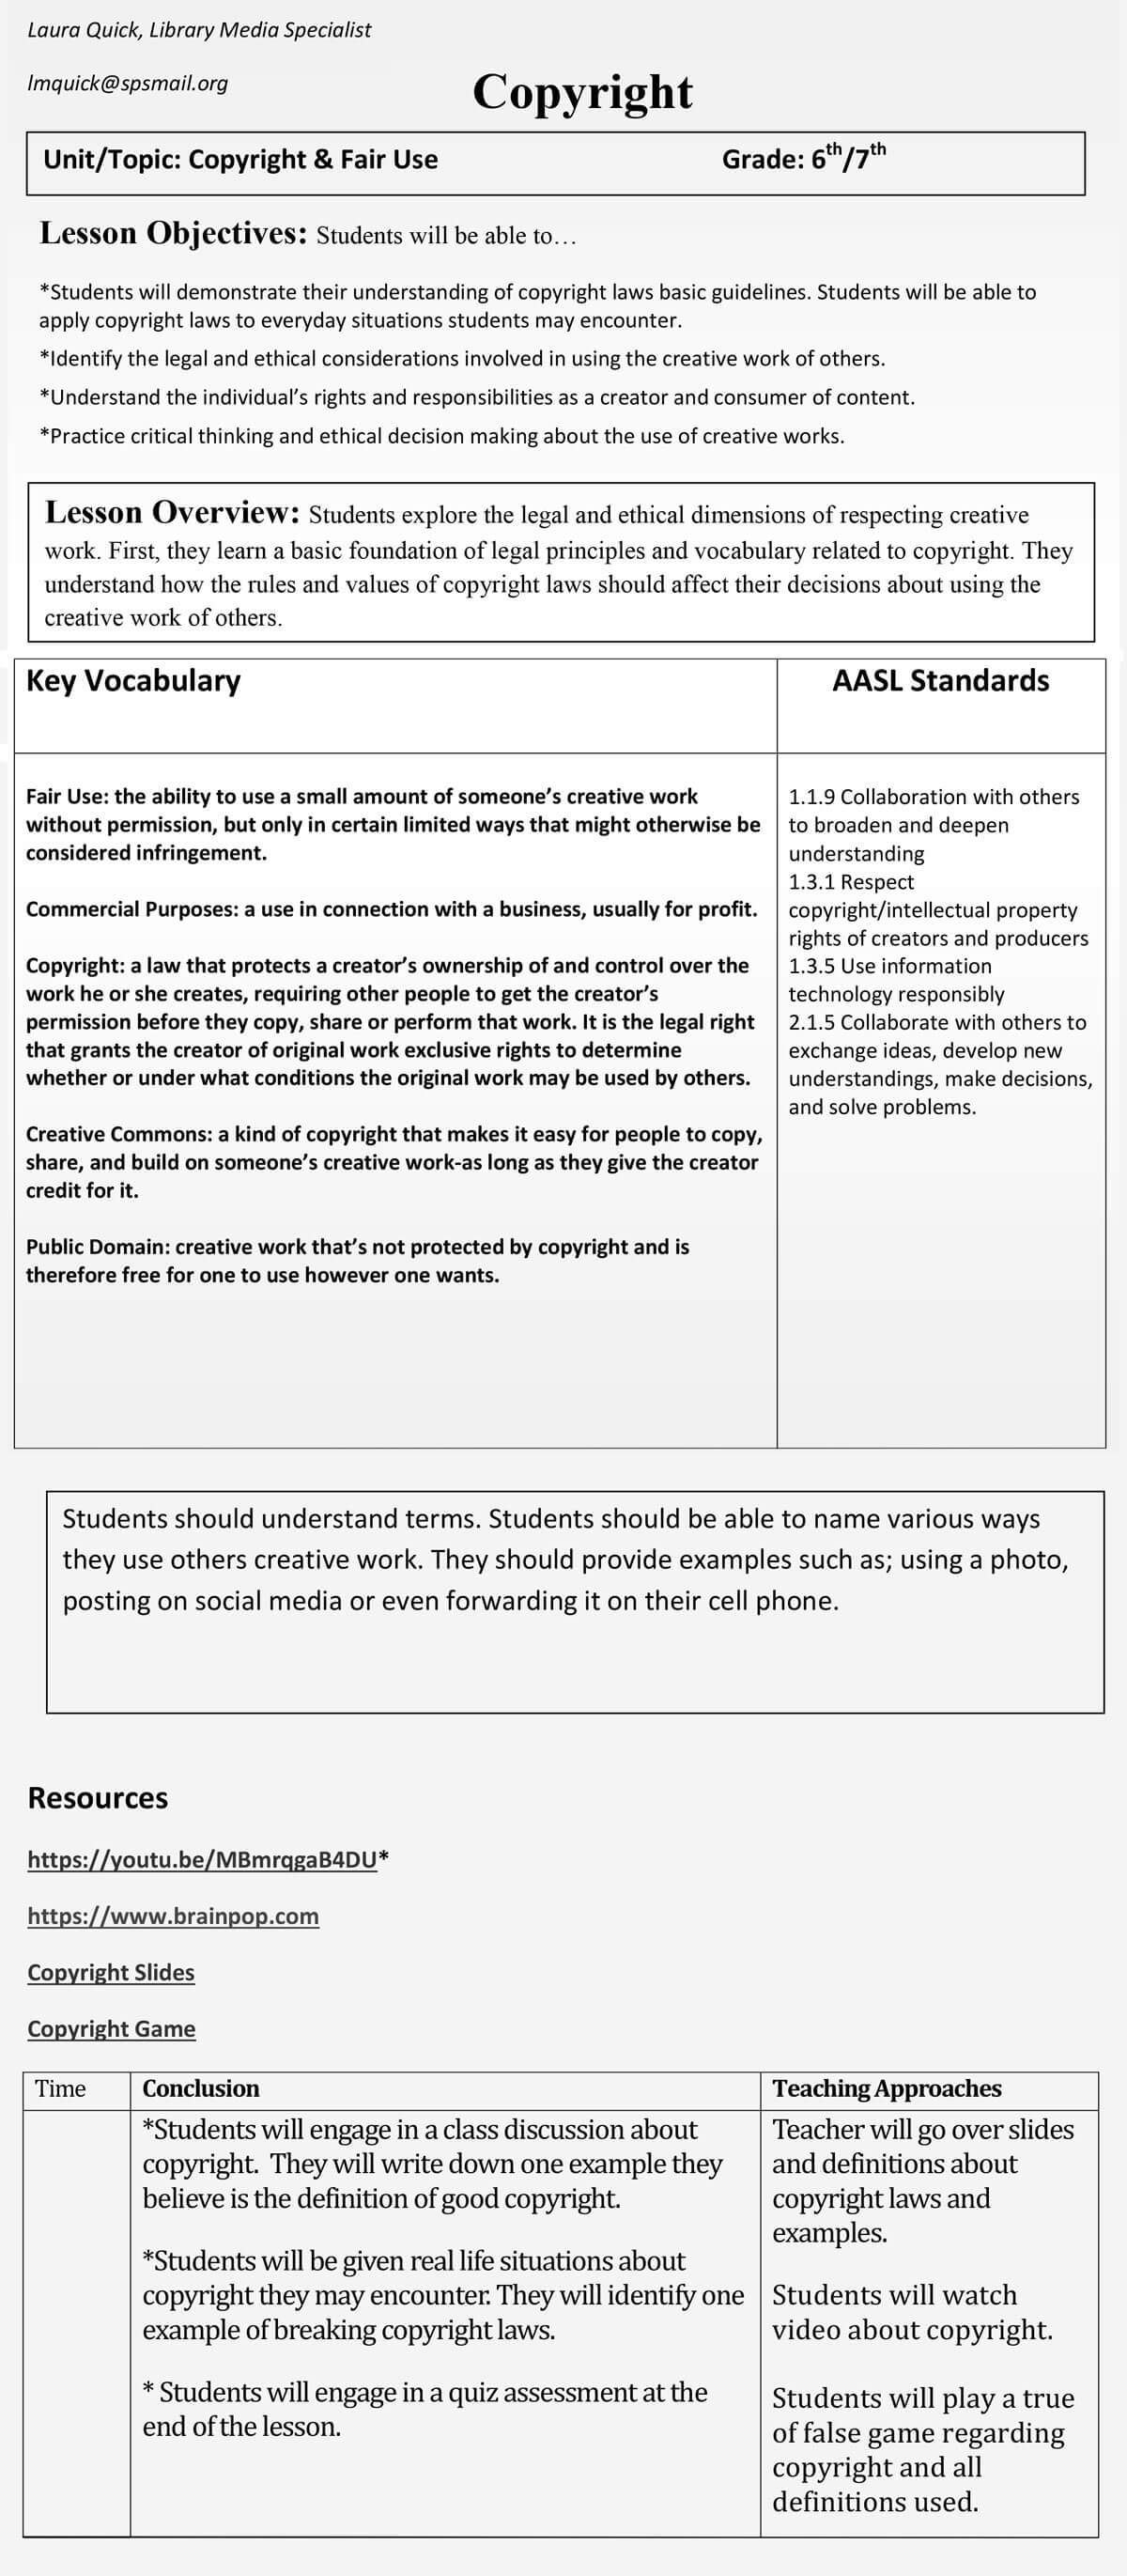 Laura Quick, Library Media Specialist
lmquick@spsmail.org
Copyright
Unit/Topic: Copyright & Fair Use Grade: 6th/7th
Lesson Objectives: Students will be able to…
*Students will demonstrate their understanding of copyright laws basic guidelines. Students will be able to
apply copyright laws to everyday situations students may encounter.
*Identify the legal and ethical considerations involved in using the creative work of others.
*Understand the individual’s rights and responsibilities as a creator and consumer of content.
*Practice critical thinking and ethical decision making about the use of creative works.
Lesson Overview: Students explore the legal and ethical dimensions of respecting creative
work. First, they learn a basic foundation of legal principles and vocabulary related to copyright. They
understand how the rules and values of copyright laws should affect their decisions about using the
creative work of others.
Key Vocabulary
Fair Use: the ability to use a small amount of someone’s creative work
without permission, but only in certain limited ways that might otherwise be
considered infringement.
Commercial Purposes: a use in connection with a business, usually for profit.
Copyright: a law that protects a creator’s ownership of and control over the
work he or she creates, requiring other people to get the creator’s
permission before they copy, share or perform that work. It is the legal right
that grants the creator of original work exclusive rights to determine
whether or under what conditions the original work may be used by others.
Creative Commons: a kind of copyright that makes it easy for people to copy,
share, and build on someone’s creative work-as long as they give the creator
credit for it.
Public Domain: creative work that’s not protected by copyright and is
therefore free for one to use however one wants.
AASL Standards
1.1.9 Collaboration with others
to broaden and deepen
understanding
1.3.1 Respect
copyright/intellectual property
rights of creators and producers
1.3.5 Use information
technology responsibly
2.1.5 Collaborate with others to
exchange ideas, develop new
understandings, make decisions,
and solve problems.
Students should understand terms. Students should be able to name various ways
they use others creative work. They should provide examples such as; using a photo,
posting on social media or even forwarding it on their cell phone.
Resources
https://youtu.be/MBmrqgaB4DU*
https://www.brainpop.com
Copyright Slides
Copyright Game
Time
Conclusion
*Students will engage in a class discussion about
copyright. They will write down one example they
believe is the definition of good copyright.
*Students will be given real life situations about
copyright they may encounter. They will identify one
example of breaking copyright laws.
* Students will engage in a quiz assessment at the
end of the lesson.
Teaching Approaches
Teacher will go over slides
and definitions about
copyright laws and
examples.
Students will watch
video about copyright.
Students will play a true
of false game regarding
copyright and all
definitions used.